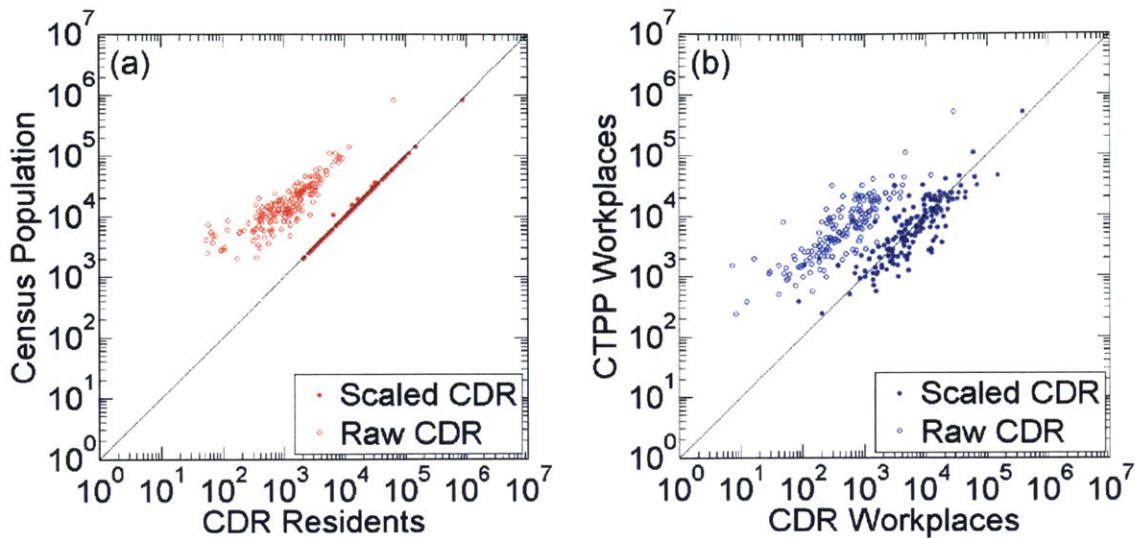 (a)
Census Population
10^7
10^6
10^5
10^4
10^3
10^2
10^1
10^0
Scaled CDR
Raw CDR
10^0 10^1 10^2 10^3 10^4 10^5 10^6 10^7
CDR Residents
(b)
CTPP Workplaces
10^7
10^6
10^5
10^4
10^3
10^2
10^1
10^0
Scaled CDR
Raw CDR
10^0 10^1 10^2 10^3 10^4 10^5 10^6 10^7
CDR Workplaces